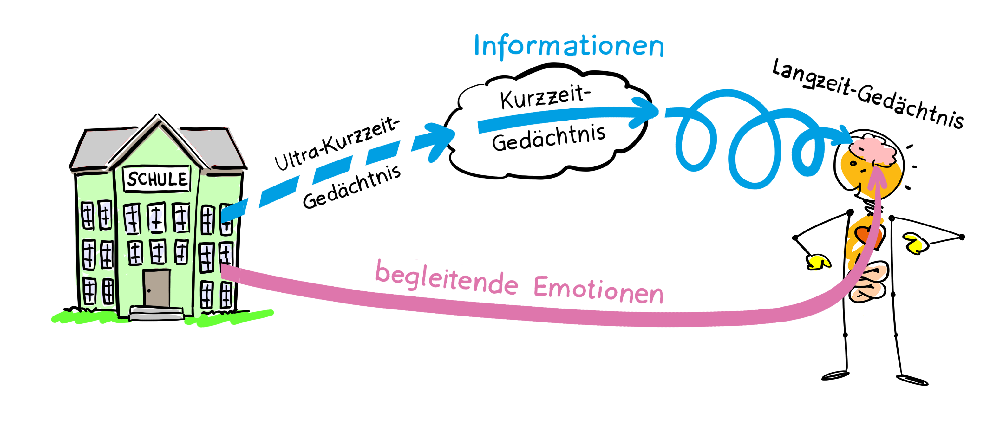 Informationen
Langzeit-Gedächtnis
Kurzzeit-
Gedächtnis
Ultra-Kurzzeit-
Gedächtnis
SCHULE
begleitende Emotionen